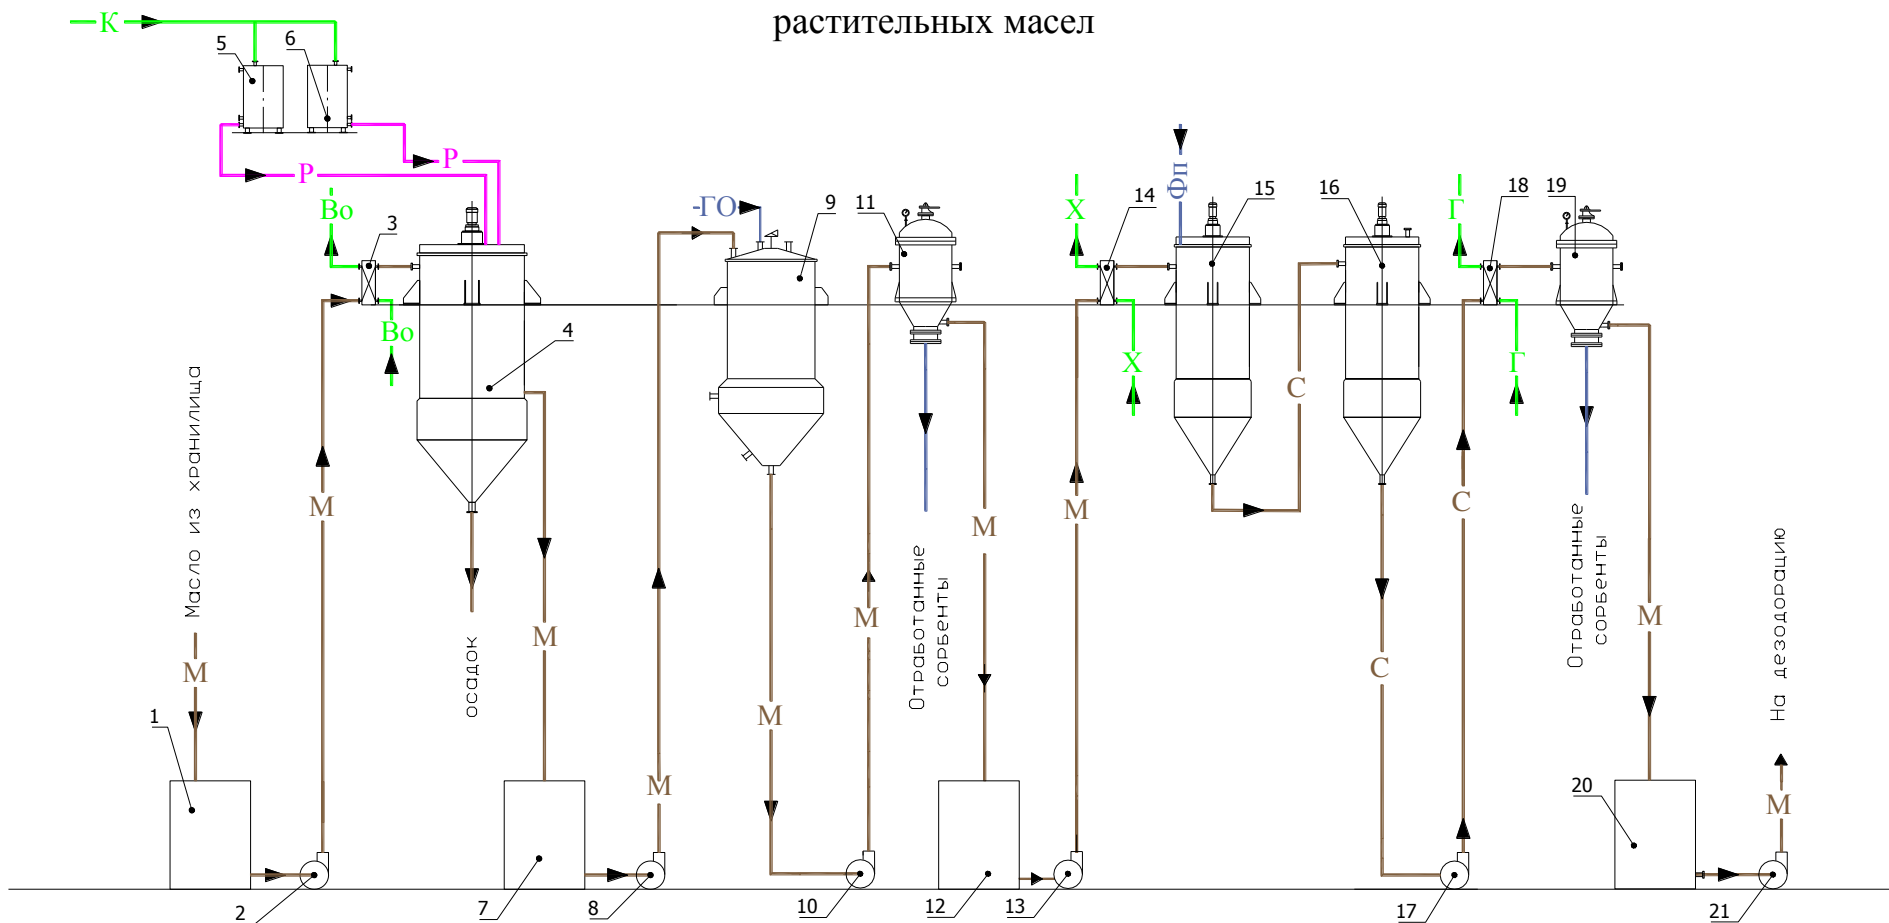 растительных масел
К
5
6
Р
Р
Во
3
-ГО-
9
11
Х
14
Фп
15
16
Г
18
19
Во
4
Х
С
Г
Масло из хранилища
М
М
М
М
С
осадок
М
М
Отработанные
сорбенты
С
Отработанные
сорбенты
М
На дезодорацию
М
М
М
М
1
20
2
7
8
10
12
13
17
21